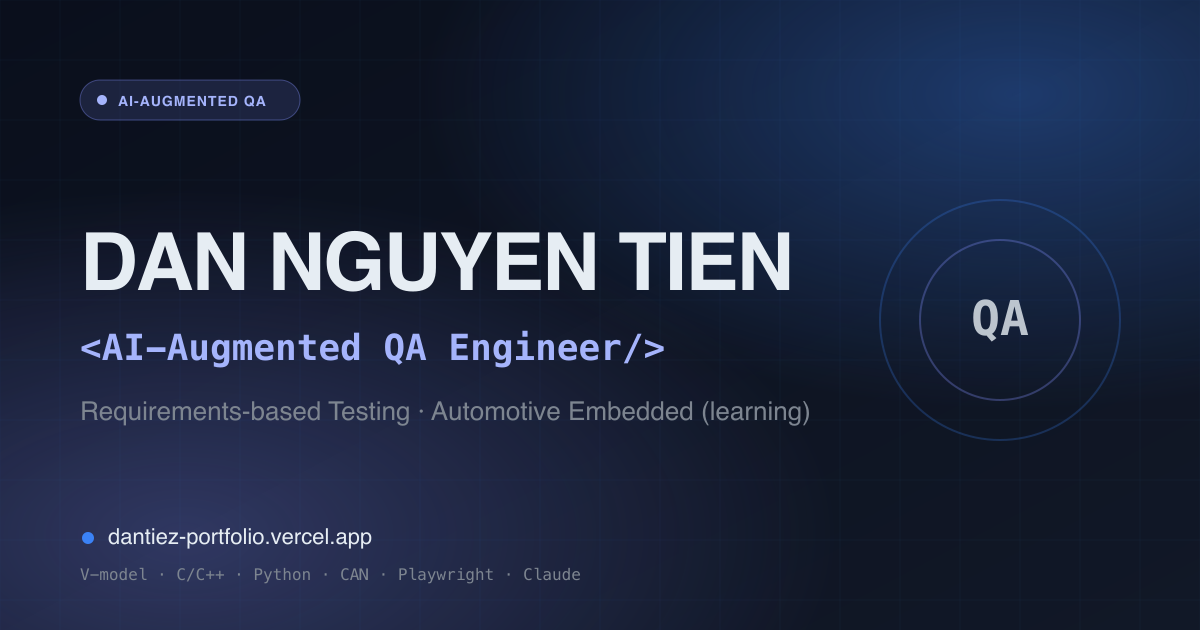 AI-AUGMENTED QA
DAN NGUYEN TIEN
<AI-Augmented QA Engineer/>
QA
Requirements-based Testing · Automotive Embedded (learning)
dantiez-portfolio.vercel.app
V-model · C/C++ · Python · CAN · Playwright · Claude